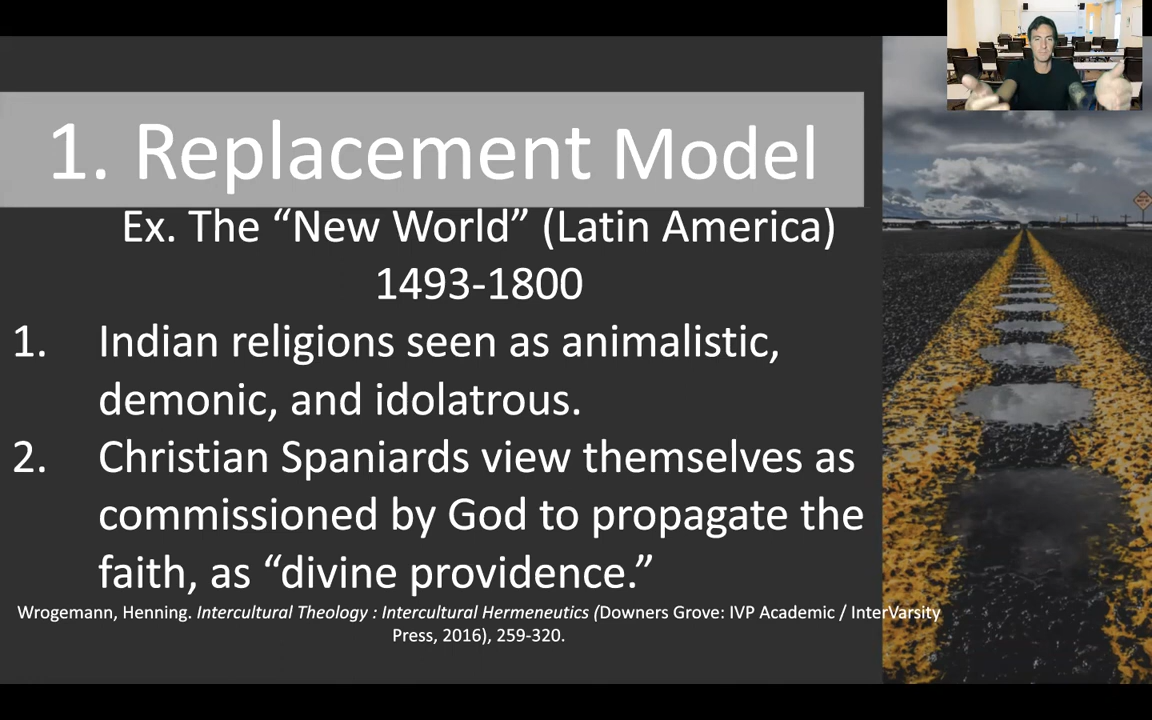 1. Replacement Model
Ex. The “New World” (Latin America)
1493-1800
1. Indian religions seen as animalistic,
demonic, and idolatrous.
2. Christian Spaniards view themselves as
commissioned by God to propagate the
faith, as “divine providence.”
Wrogemann, Henning. Intercultural Theology : Intercultural Hermeneutics (Downers Grove: IVP Academic / InterVarsity
Press, 2016), 259-320.